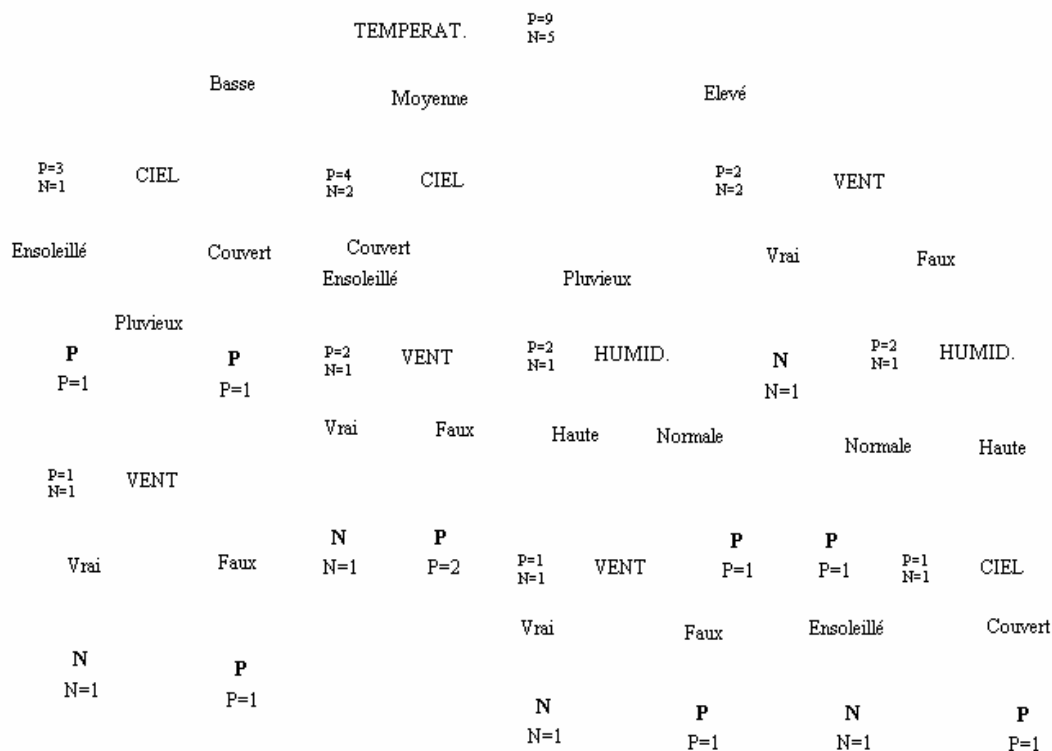 TEMPERAT. P=9
N=5
Basse Moyenne Elevé
P=3
N=1 CIEL P=4
N=2 CIEL P=2
N=2 VENT
Ensoleillé Couvert Couvert Vrai Faux
Ensoleillé Pluvieux
Pluvieux
P P P=2
N=1 VENT P=2
N=1 HUMID. N P=2
N=1 HUMID.
P=1 P=1 N=1
Vrai Faux Haute Normale Normale Haute
P=1
N=1 VENT
N P P P
Vrai Faux N=1 P=2 P=1
N=1 VENT P=1 P=1 P=1
N=1 CIEL
Vrai Faux Ensoleillé Couvert
N P
N=1 P=1
N P N P
N=1 P=1 N=1 P=1